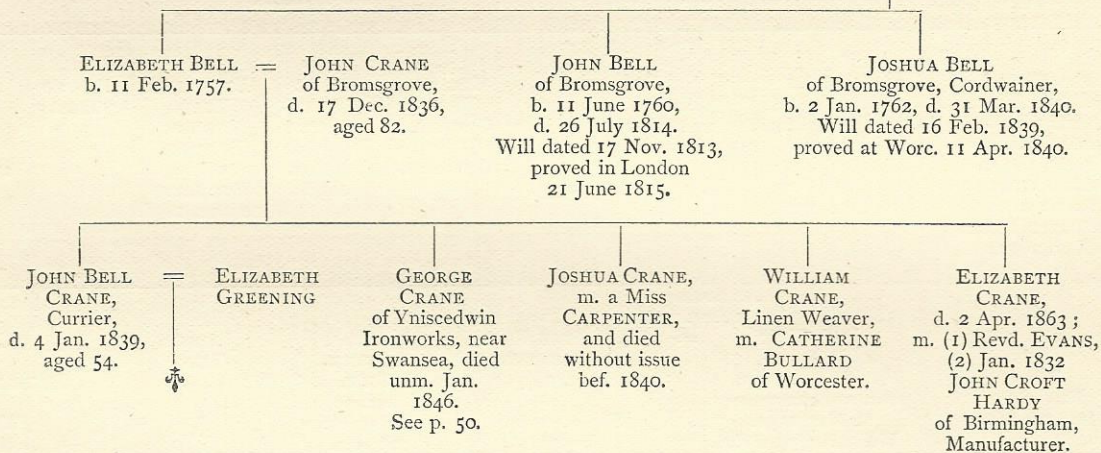 ELIZABETH BELL
b. 11 Feb. 1757.
=
JOHN CRANE
of Bromsgrove,
d. 17 Dec. 1836,
aged 82.
JOHN BELL
of Bromsgrove,
b. 11 June 1760,
d. 26 July 1814.
Will dated 17 Nov. 1813,
proved in London
21 June 1815.
JOSHUA BELL
of Bromsgrove, Cordwainer,
b. 2 Jan. 1762, d. 31 Mar. 1840.
Will dated 16 Feb. 1839,
proved at Worc. 11 Apr. 1840.
JOHN BELL
CRANE,
Currier,
d. 4 Jan. 1839,
aged 54.
=
ELIZABETH
GREENING
GEORGE
CRANE
of Yniscedwin
Ironworks, near
Swansea, died
unm. Jan.
1846.
See p. 50.
JOSHUA CRANE,
m. a Miss
CARPENTER,
and died
without issue
bef. 1840.
WILLIAM
CRANE,
Linen Weaver,
m. CATHERINE
BULLARD
of Worcester.
ELIZABETH
CRANE,
d. 2 Apr. 1863 ;
m. (1) Revd. EVANS,
(2) Jan. 1832
JOHN CROFT
HARDY
of Birmingham,
Manufacturer.